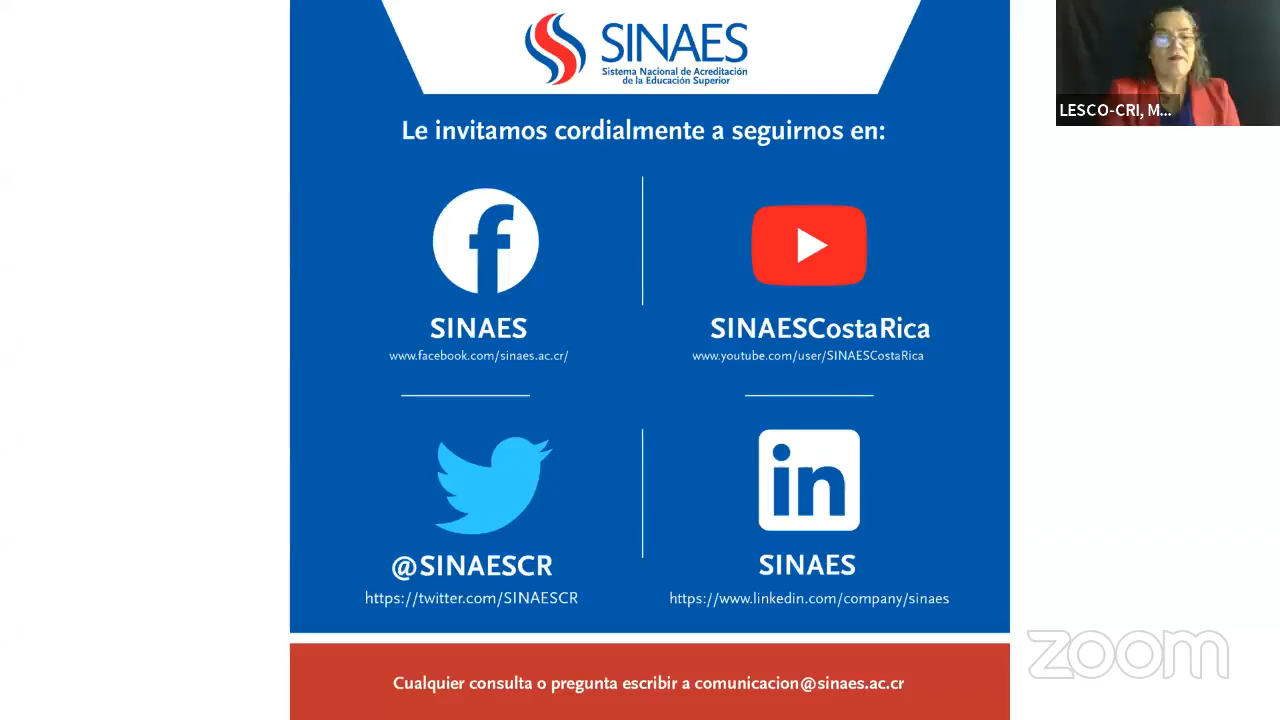 SINAES
Sistema Nacional de Acreditación
de la Educación Superior
LESCO-CRI, M...
Le invitamos cordialmente a seguirnos en:
SINAES
www.facebook.com/sinaes.ac.cr/
SINAESCostaRica
www.youtube.com/user/SINAESCostaRica
in
@SINAESCR
https://twitter.com/SINAESCR
SINAES
https://www.linkedin.com/company/sinaes
zoom
Cualquier consulta o pregunta escribir a comunicacion@sinaes.ac.cr